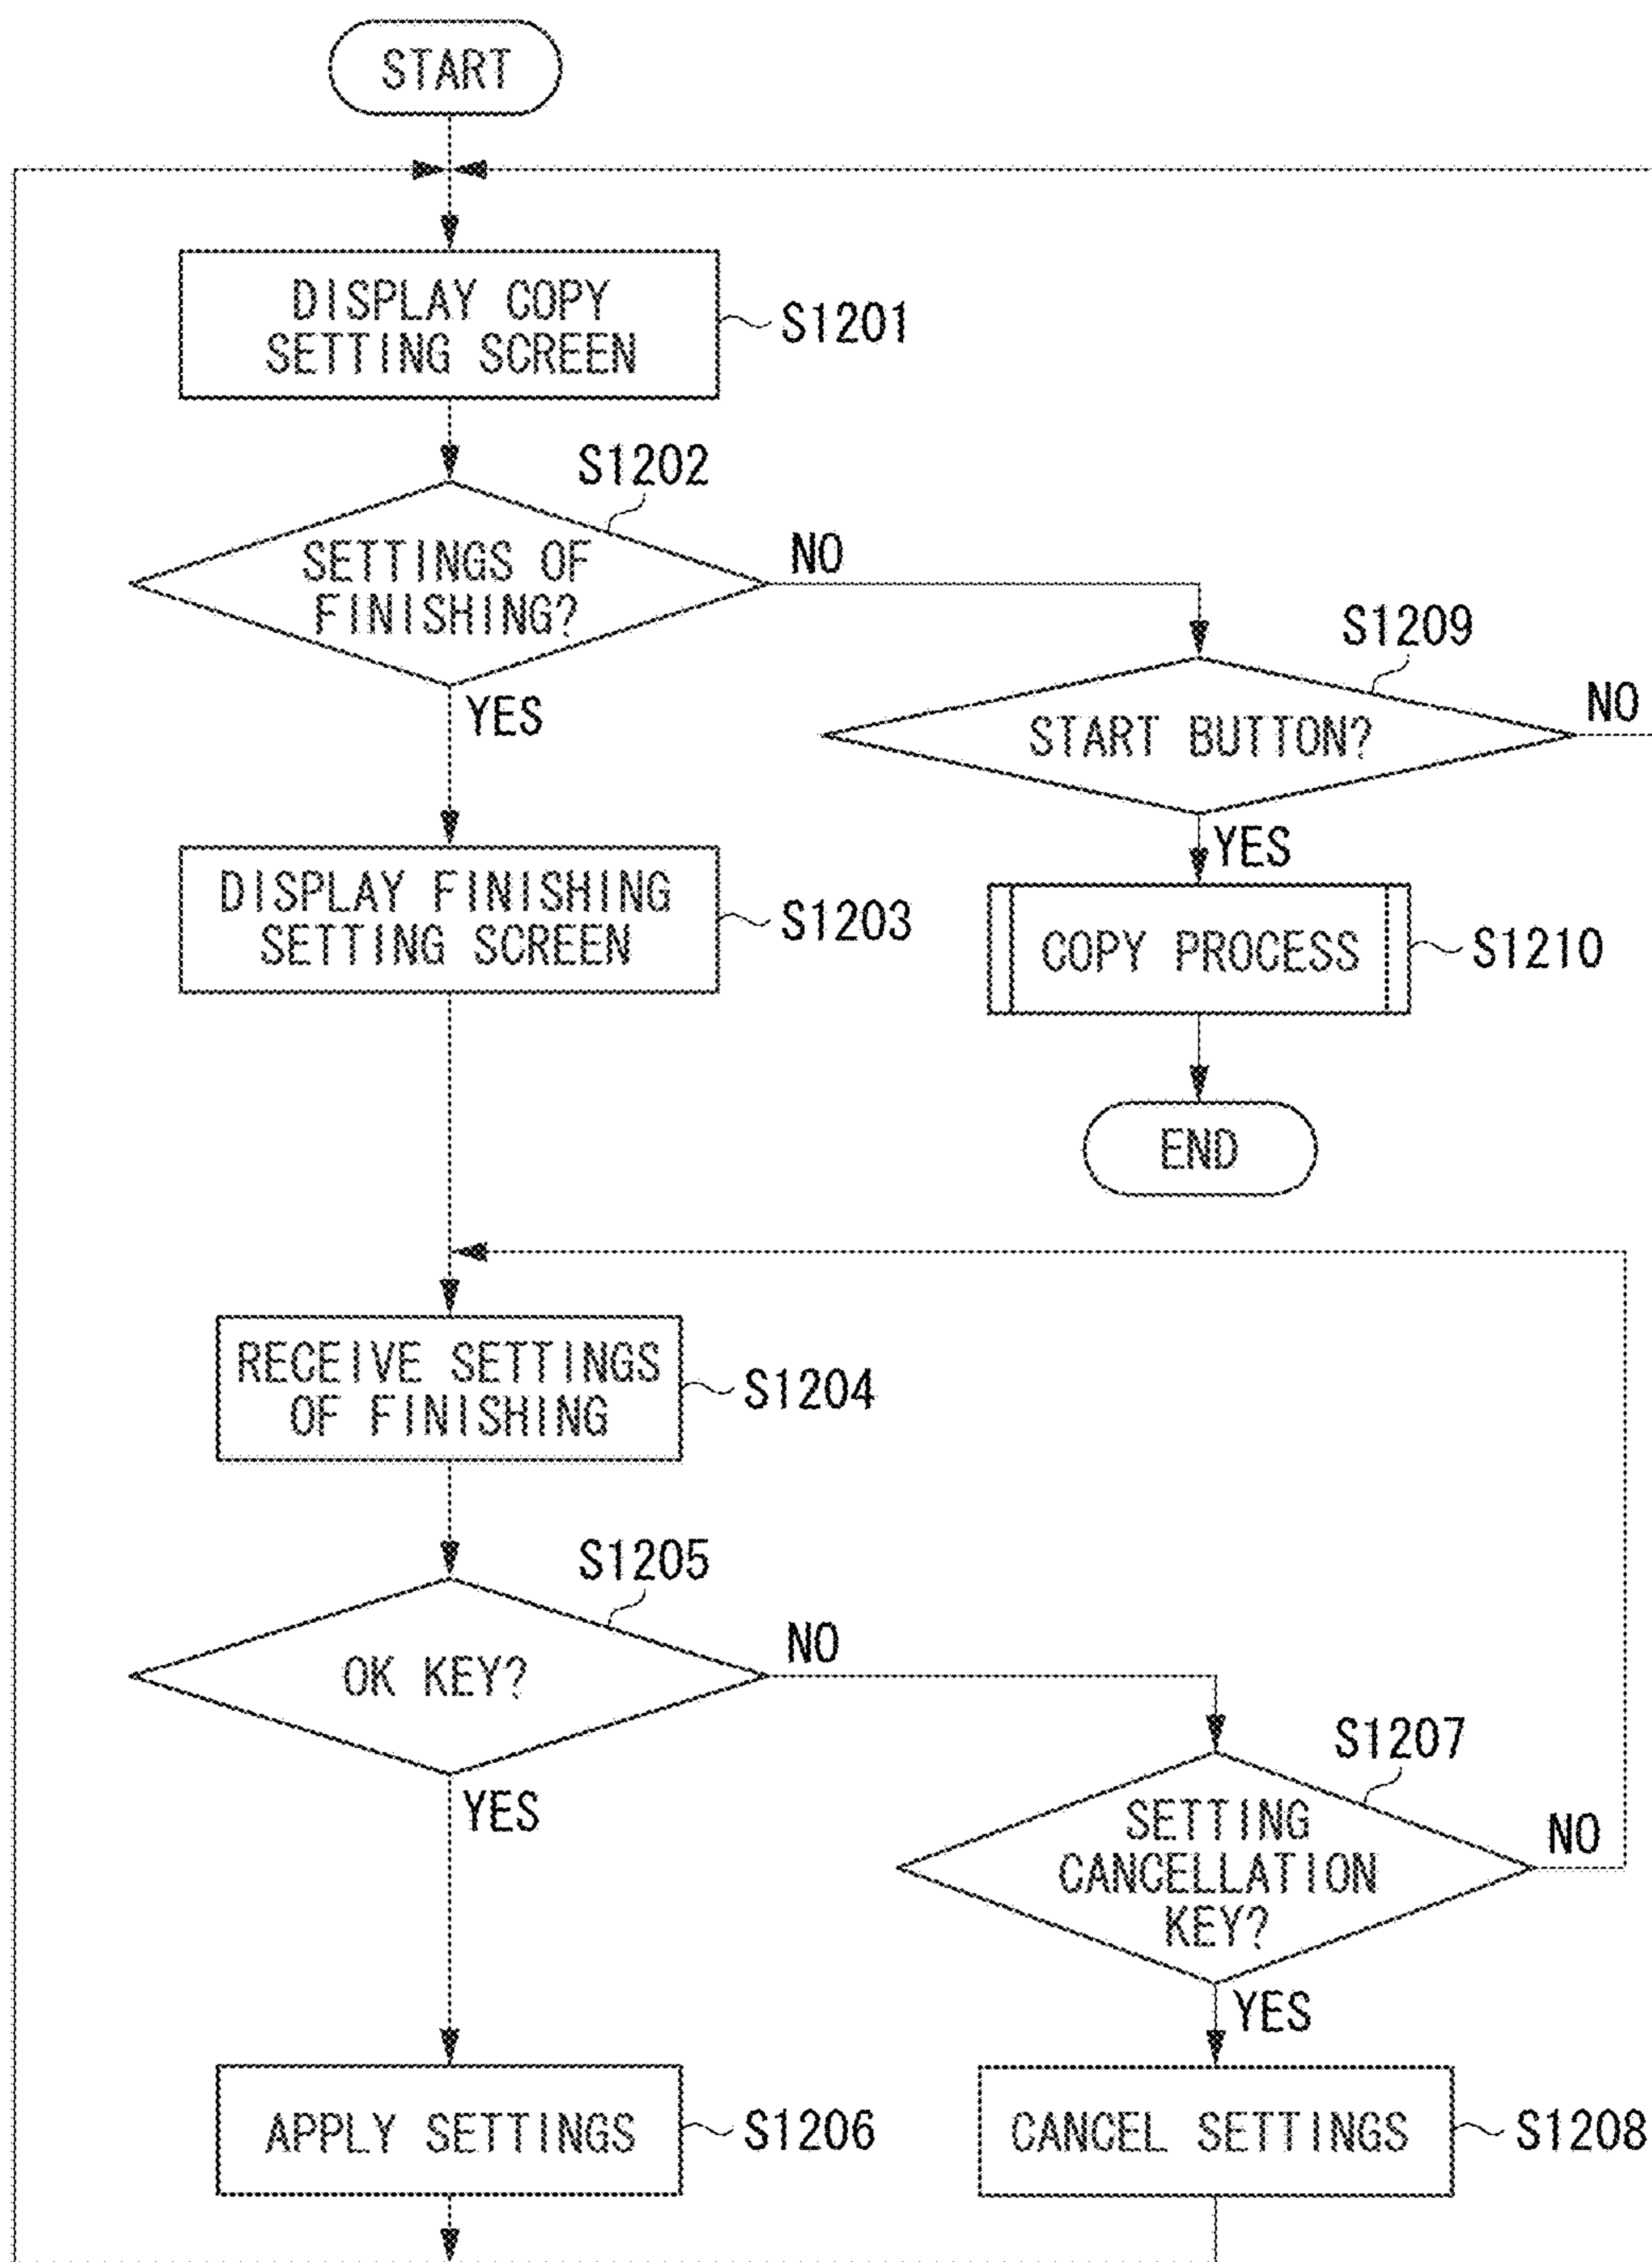 START
DISPLAY COPY
SETTING SCREEN
S1201
S1202
SETTINGS OF
FINISHING?
NO
YES
S1209
START BUTTON?
NO
YES
DISPLAY FINISHING
SETTING SCREEN
S1203
COPY PROCESS
S1210
END
RECEIVE SETTINGS
OF FINISHING
S1204
S1205
OK KEY?
NO
YES
S1207
SETTING
CANCELLATION
KEY?
NO
YES
APPLY SETTINGS
S1206
CANCEL SETTINGS
S1208